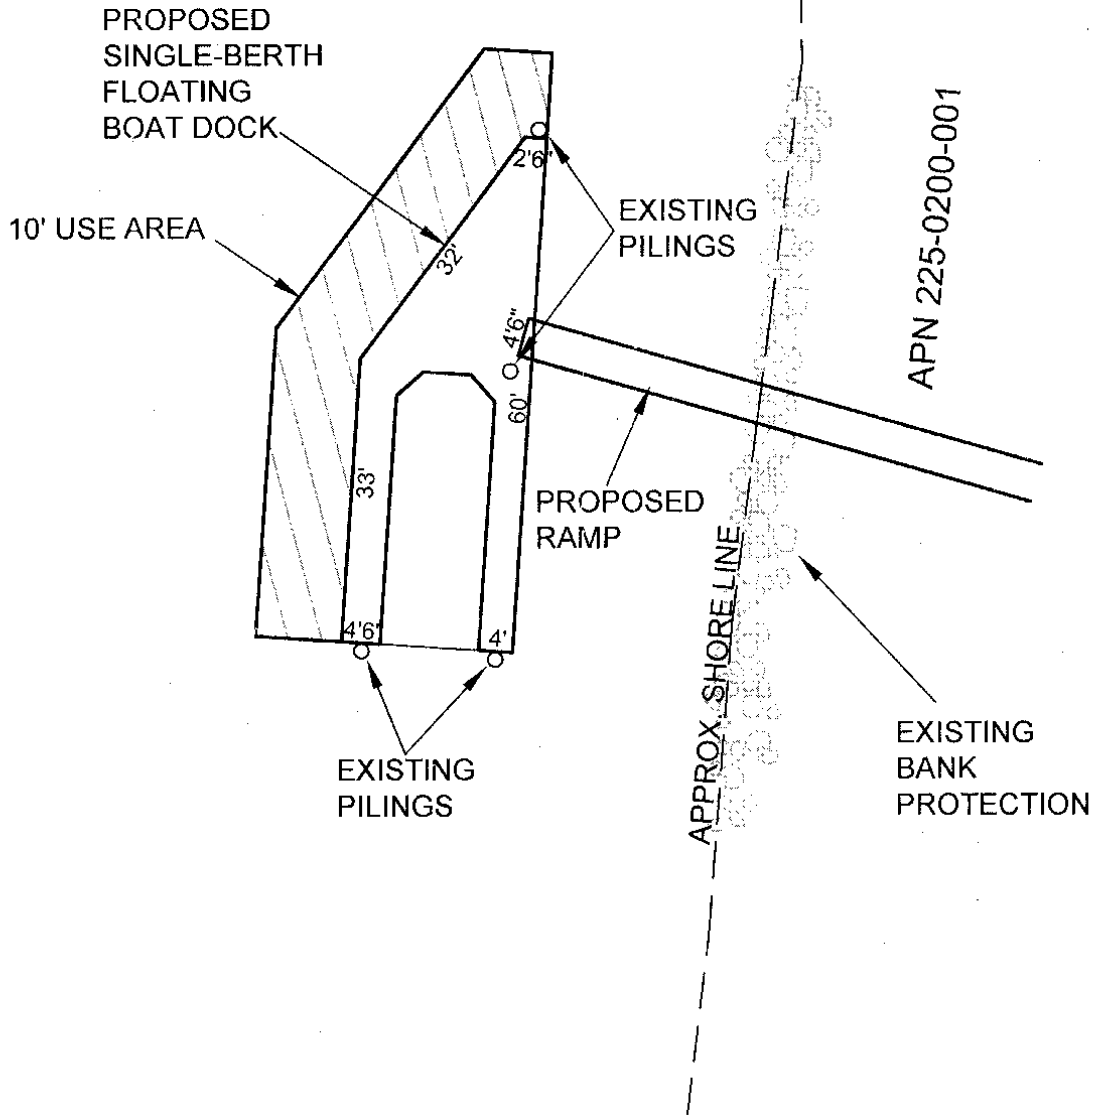 PROPOSED
SINGLE-BERTH
FLOATING
BOAT DOCK
10' USE AREA
2'6"
32'
EXISTING
PILINGS
APN 225-0200-001
4'6"
60'
33'
PROPOSED
RAMP
4'6"
4'
APPROX. SHORE LINE
EXISTING
PILINGS
EXISTING
BANK
PROTECTION